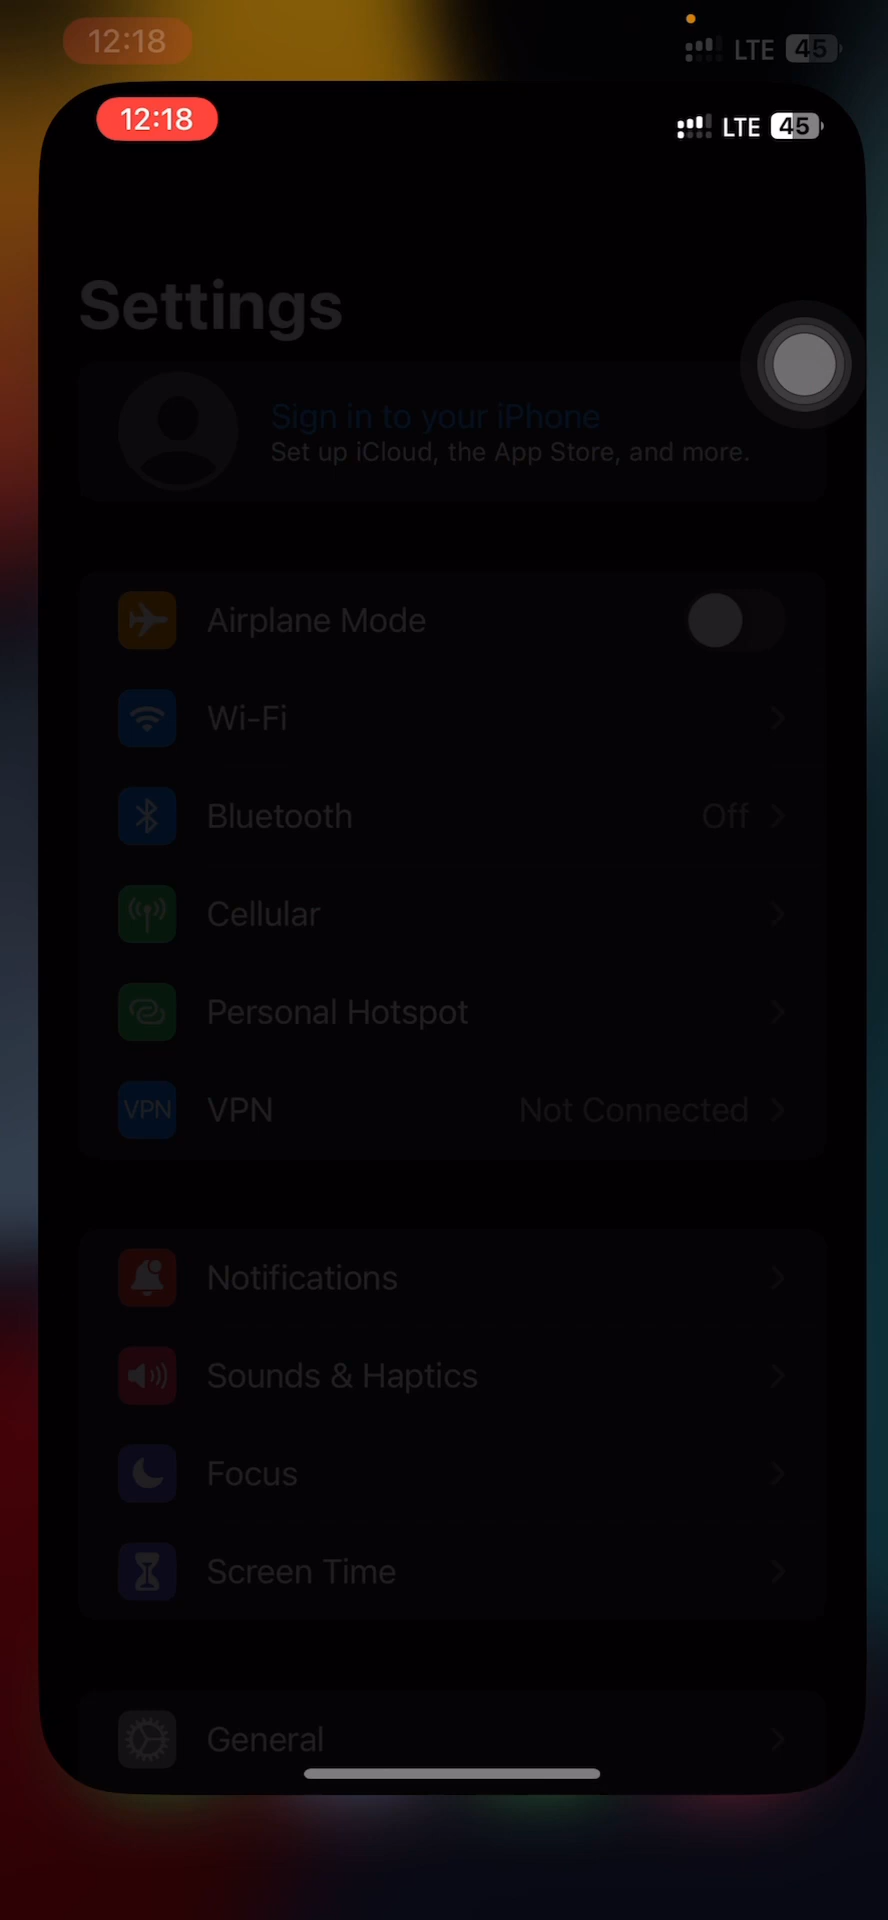 12:18
LTE 45
12:18
LTE 45
Settings
Sign in to your iPhone
Set up iCloud, the App Store, and more.
Airplane Mode
Wi-Fi
Bluetooth Off
Cellular
Personal Hotspot
VPN VPN Not Connected
Notifications
Sounds & Haptics
Focus
Screen Time
General